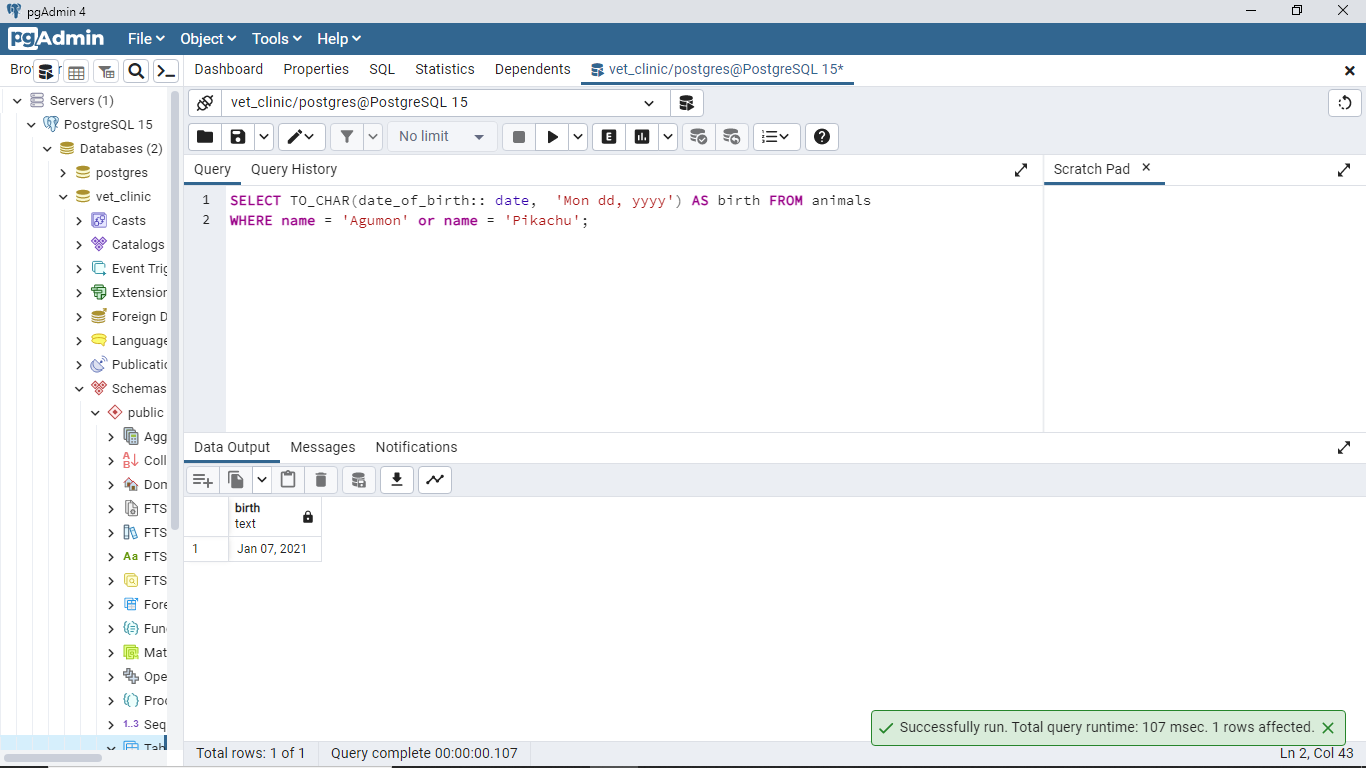 pgAdmin 4
pgAdmin File Object Tools Help
Dashboard Properties SQL Statistics Dependents vet_clinic/postgres@PostgreSQL 15*
Servers (1)
PostgreSQL 15
Databases (2)
postgres
vet_clinic
Casts
Catalogs
Event Trig
Extension
Foreign D
Language
Publicatio
Schemas
public
Agg
Coll
Dom
FTS
FTS
Aa FTS
FTS
Fore
Fun
Mat
Ope
Proc
1..3 Seq
Tab
vet_clinic/postgres@PostgreSQL 15
No limit
E
Query Query History
Scratch Pad
1 SELECT TO_CHAR(date_of_birth:: date,  'Mon dd, yyyy') AS birth FROM animals
2 WHERE name = 'Agumon' or name = 'Pikachu';
Data Output Messages Notifications
birth
text
1 Jan 07, 2021
Successfully run. Total query runtime: 107 msec. 1 rows affected.
Total rows: 1 of 1 Query complete 00:00:00.107 Ln 2, Col 43